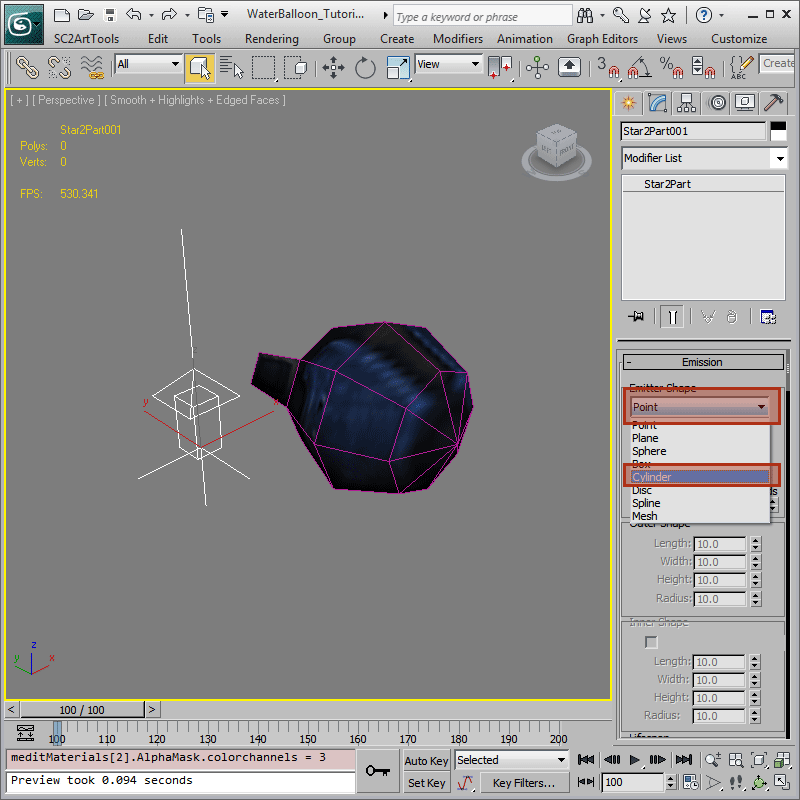 WaterBalloon_Tutori...
Type a keyword or phrase
SC2ArtTools Edit Tools Rendering Group Create Modifiers Animation Graph Editors Views Customize
All
View
3
%
ABC
Create
[ + ] [ Perspective ] [ Smooth + Highlights + Edged Faces ]
Star2Part001
Polys: 0
Verts: 0
FPS: 530.341
Star2Part001
Modifier List
Star2Part
- Emission
Emitter Shape
Point
Point
Plane
Sphere
Box
Cylinder
Disc
Spline
Mesh
Outer Shape
Length: 10.0
Width: 10.0
Height: 10.0
Radius: 10.0
Inner Shape
Length: 10.0
Width: 10.0
Height: 10.0
Radius: 10.0
Lifespan
y
x
z
y
x
< 100 / 100 >
100 110 120 130 140 150 160 170 180 190 200
meditMaterials[2].AlphaMask.colorchannels = 3
Preview took 0.094 seconds
Auto Key
Selected
Set Key
Key Filters...
100